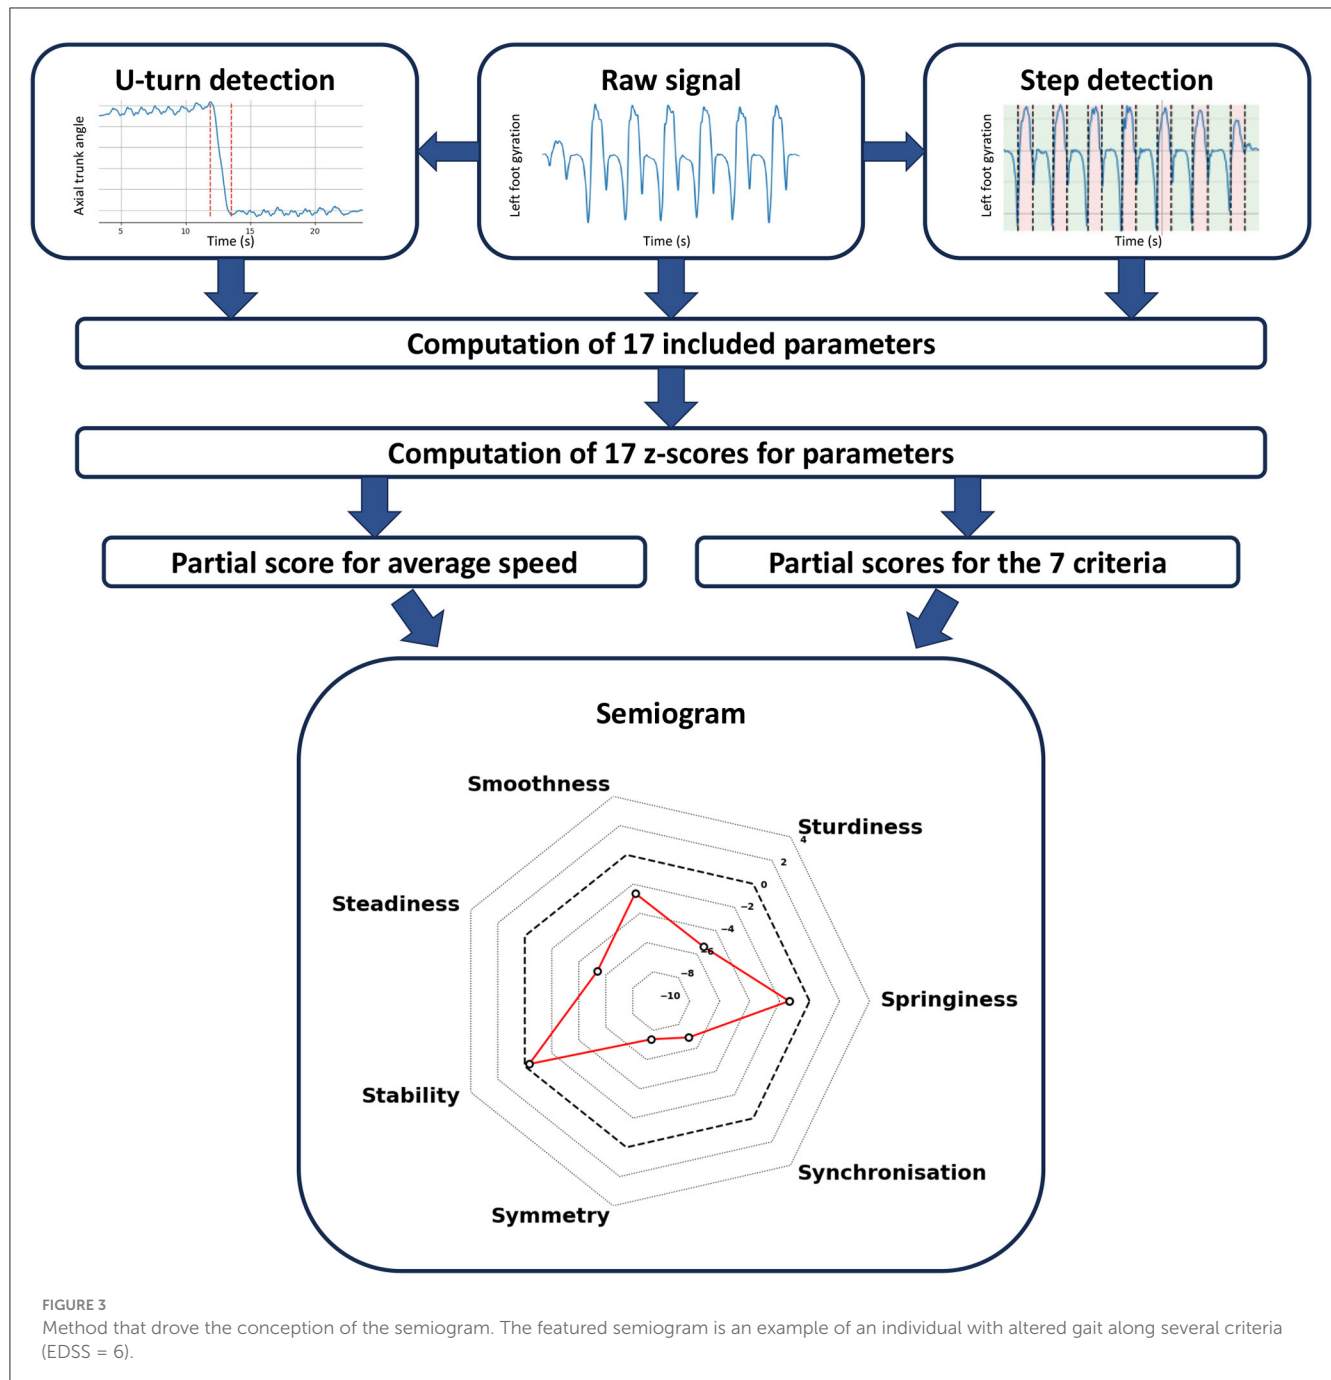 U-turn detection
Axial trunk angle
5 10 15 20
Time (s)
Raw signal
Left foot gyration
Time (s)
Step detection
Left foot gyration
Time (s)
Computation of 17 included parameters
Computation of 17 z-scores for parameters
Partial score for average speed
Partial scores for the 7 criteria
Semiogram
Smoothness
Sturdiness
4
2
0
−2
−4
−6
−8
−10
Steadiness
Springiness
Stability
Synchronisation
Symmetry
FIGURE 3
Method that drove the conception of the semiogram. The featured semiogram is an example of an individual with altered gait along several criteria
(EDSS = 6).